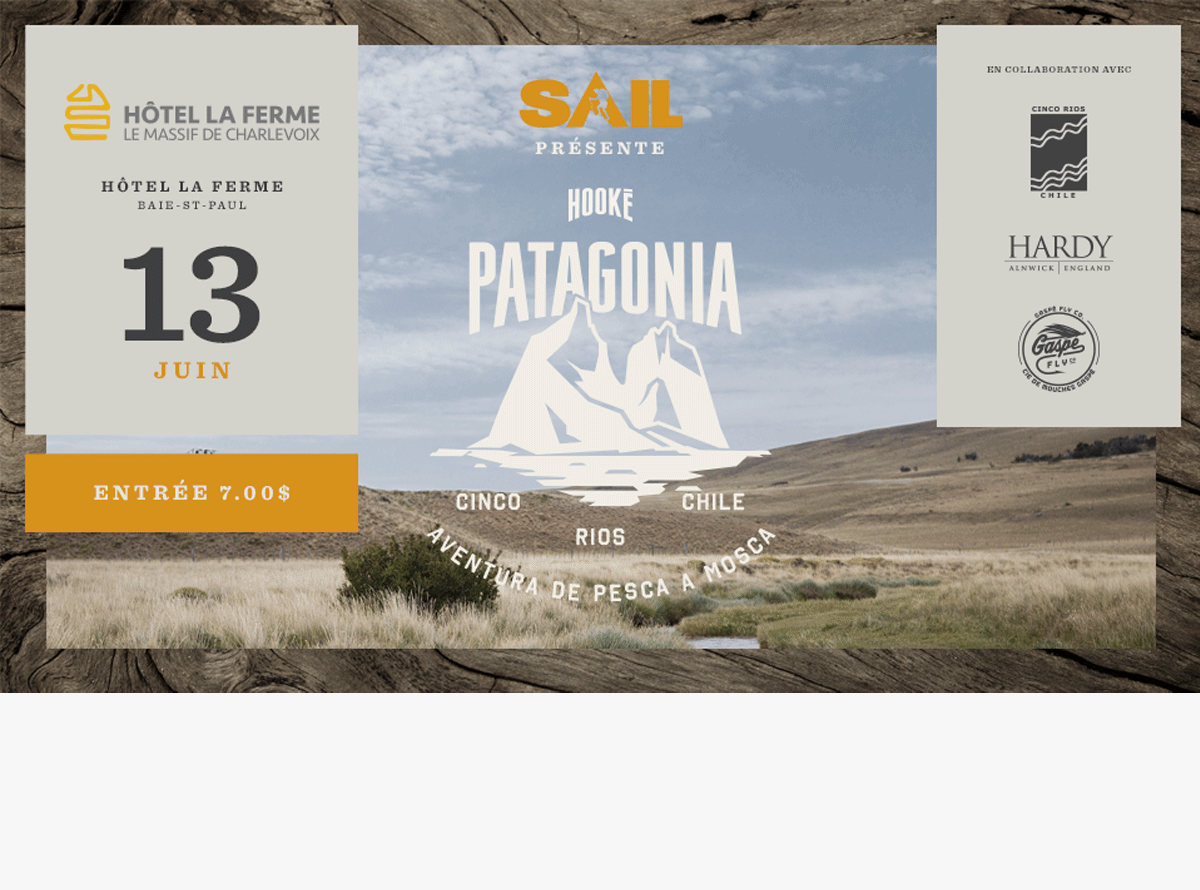 HÔTEL LA FERME
LE MASSIF DE CHARLEVOIX
HÔTEL LA FERME
BAIE-ST-PAUL
13
JUIN
ENTRÉE 7.00$
SAIL
PRÉSENTE
HOOKĒ
PATAGONIA
CINCO
RIOS
CHILE
AVENTURA DE PESCA A MOSCA
EN COLLABORATION AVEC
CINCO RIOS
CHILE
HARDY
ALNWICK | ENGLAND
GASPÉ FLY CO.
Gaspé
FLY CO
CIE DE MOUCHES GASPÉ